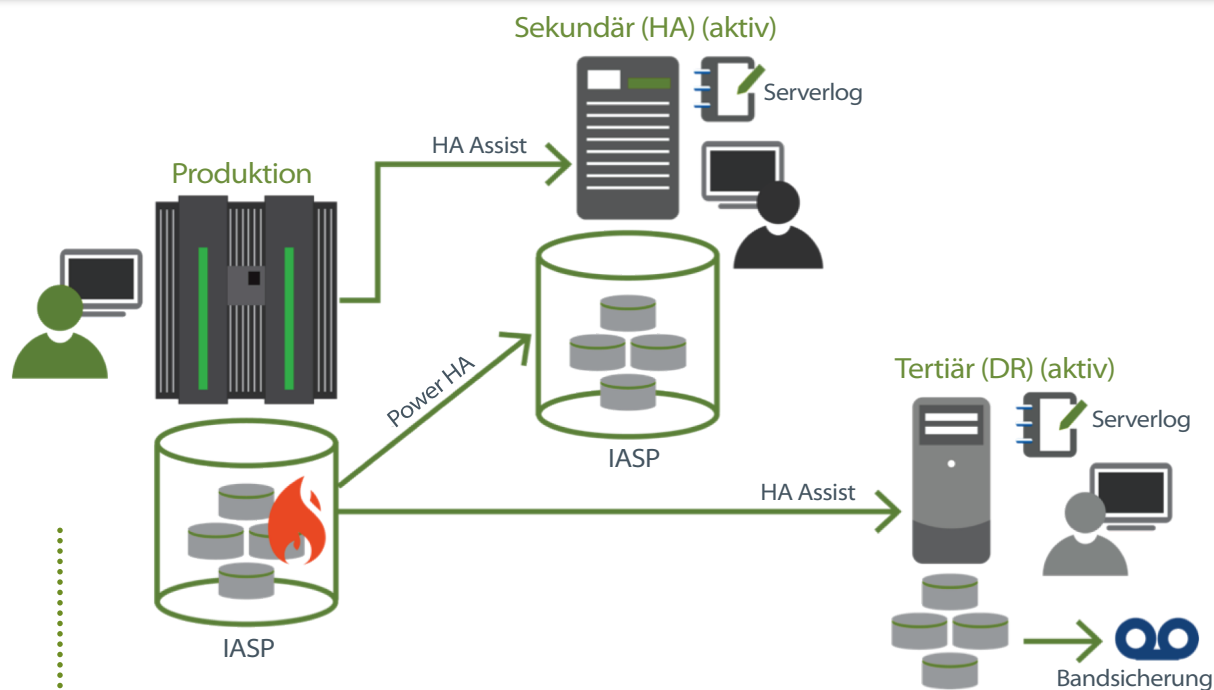 Sekundär (HA) (aktiv)
Serverlog
HA Assist
Produktion
Power HA
IASP
Tertiär (DR) (aktiv)
Serverlog
HA Assist
IASP
Bandsicherung